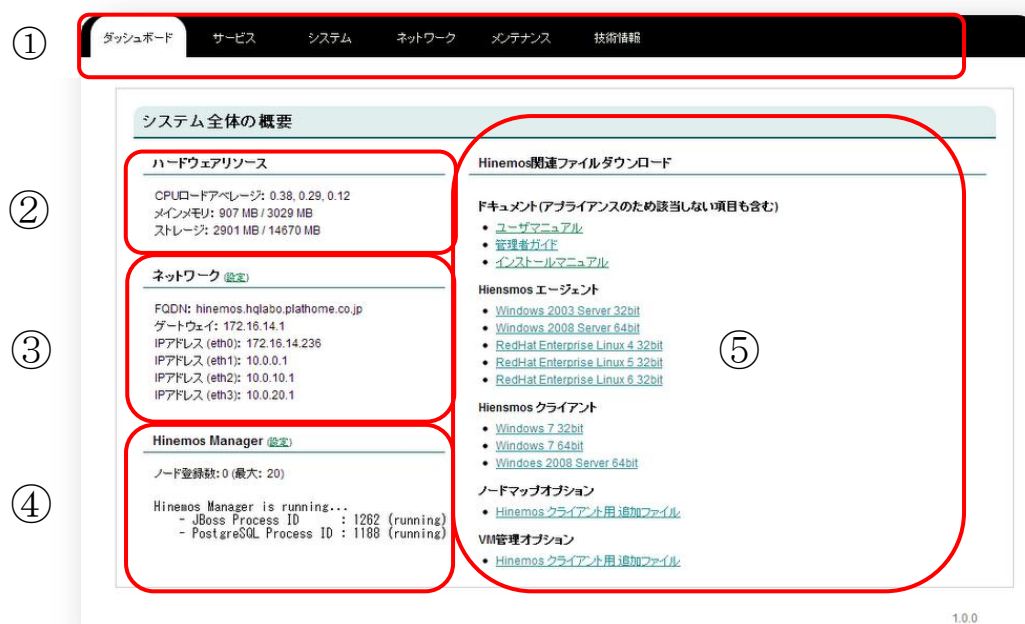 ①
ダッシュボード サービス システム ネットワーク メンテナンス 技術情報
システム全体の概要
②
ハードウェアリソース
CPUロードアベレージ: 0.38, 0.29, 0.12
メインメモリ: 907 MB / 3029 MB
ストレージ: 2901 MB / 14670 MB
③
ネットワーク (設定)
FQDN: hinemos.hqlabo.plathome.co.jp
ゲートウェイ: 172.16.14.1
IPアドレス (eth0): 172.16.14.236
IPアドレス (eth1): 10.0.0.1
IPアドレス (eth2): 10.0.10.1
IPアドレス (eth3): 10.0.20.1
④
Hinemos Manager (設定)
ノード登録数: 0 (最大: 20)
Hinemos Manager is running...
- JBoss Process ID : 1262 (running)
- PostgreSQL Process ID : 1188 (running)
⑤
Hinemos関連ファイルダウンロード
ドキュメント(アプライアンスのため該当しない項目も含む)
• ユーザマニュアル
• 管理者ガイド
• インストールマニュアル
Hiensmos エージェント
• Windows 2003 Server 32bit
• Windows 2008 Server 64bit
• RedHat Enterprise Linux 4 32bit
• RedHat Enterprise Linux 5 32bit
• RedHat Enterprise Linux 6 32bit
Hiensmos クライアント
• Windows 7 32bit
• Windows 7 64bit
• Windoes 2008 Server 64bit
ノードマップオプション
• Hinemos クライアント用 追加ファイル
VM管理オプション
• Hinemos クライアント用 追加ファイル
1.0.0